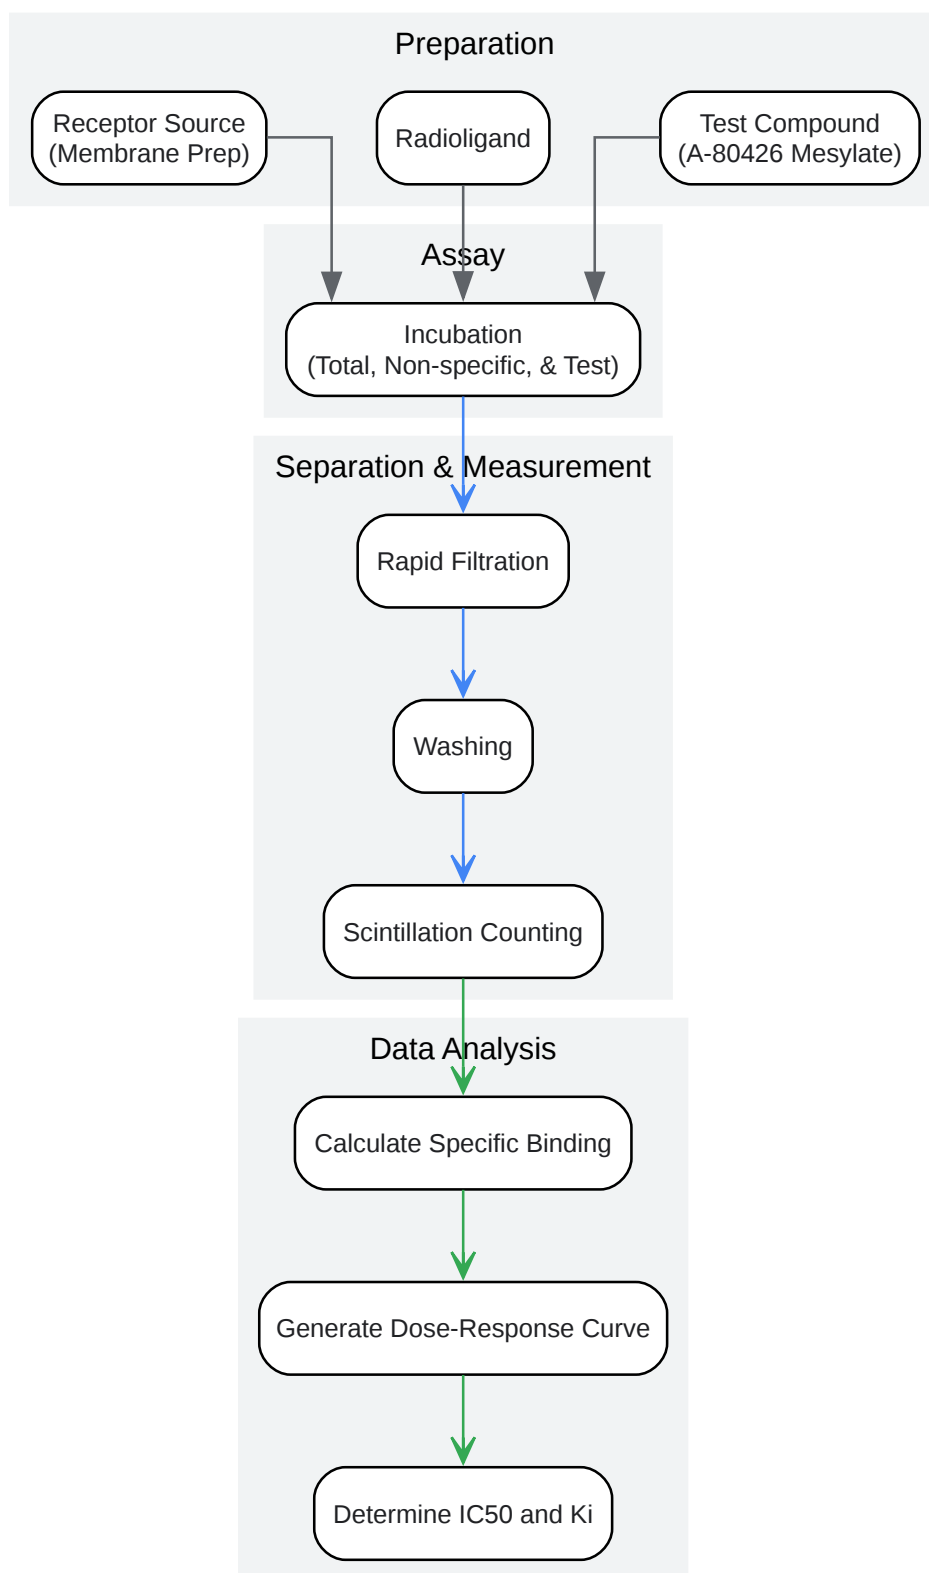 Preparation
Receptor Source
(Membrane Prep)
Radioligand
Test Compound
(A-80426 Mesylate)
Assay
Incubation
(Total, Non-specific, & Test)
Separation & Measurement
Rapid Filtration
Washing
Scintillation Counting
Data Analysis
Calculate Specific Binding
Generate Dose-Response Curve
Determine IC50 and Ki